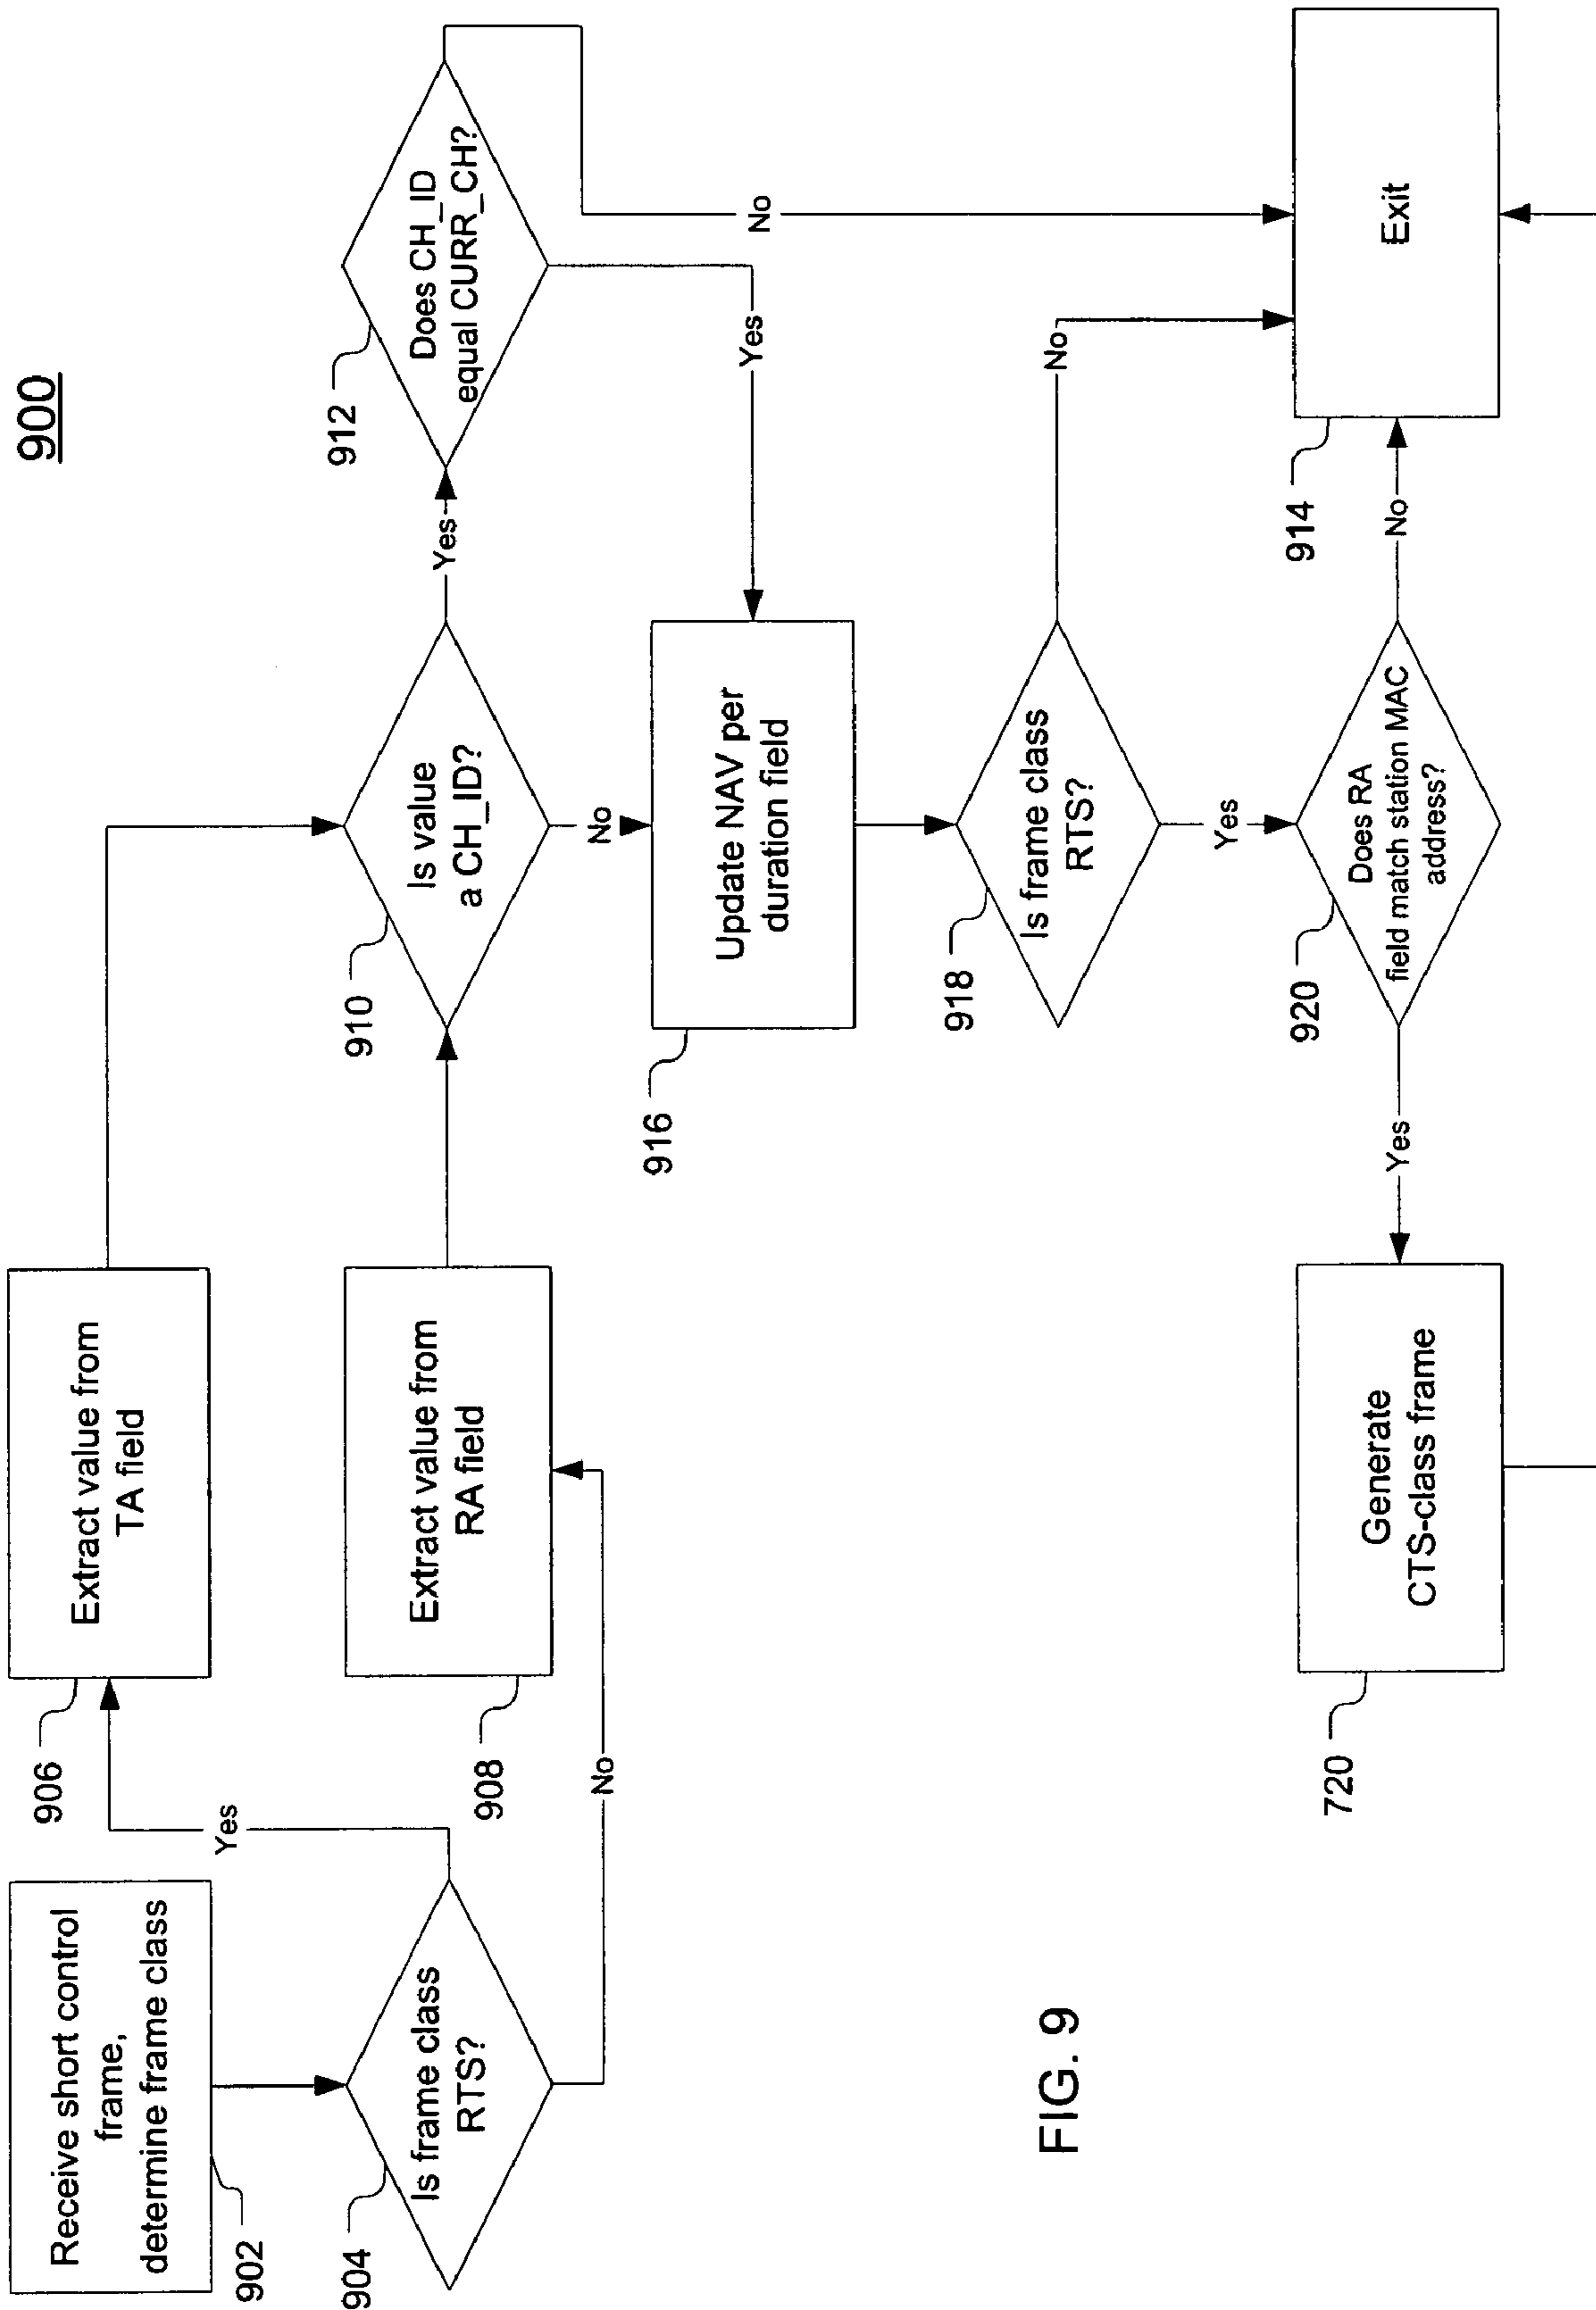 900
Receive short control
frame,
determine frame class
902
Is frame class
RTS?
904
Yes
No
Extract value from
TA field
906
Extract value from
RA field
908
Is value
a CH_ID?
910
Yes
No
Does CH_ID
equal CURR_CH?
912
Yes
No
Update NAV per
duration field
916
Is frame class
RTS?
918
No
Yes
Does RA
field match station MAC
address?
920
No
Yes
Exit
914
Generate
CTS-class frame
720
FIG. 9